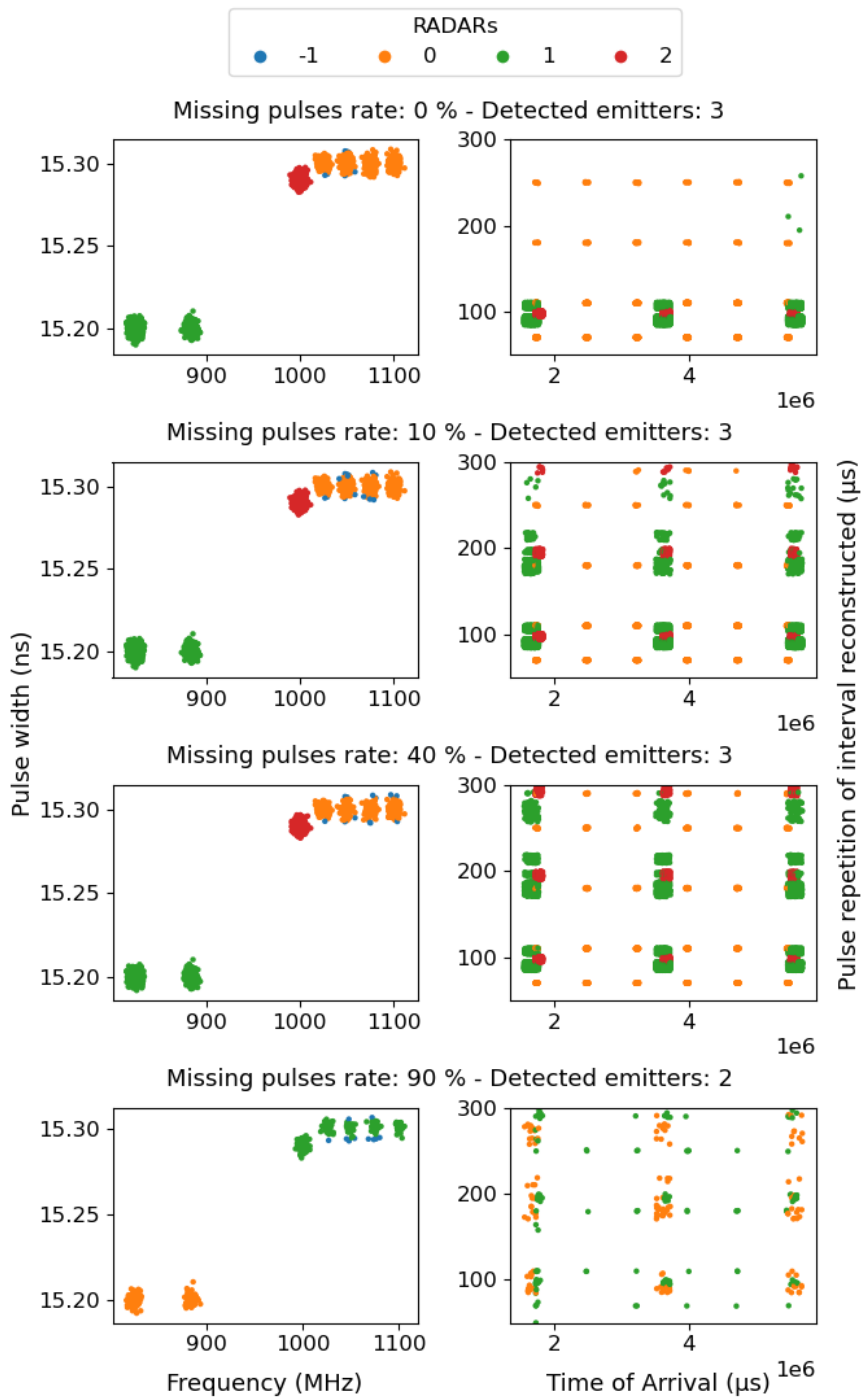 RADARs
-1 0 1 2
Missing pulses rate: 0 % - Detected emitters: 3
15.30
15.25
15.20
900 1000 1100
300
200
100
2 4
1e6
Missing pulses rate: 10 % - Detected emitters: 3
15.30
15.25
15.20
900 1000 1100
300
200
100
2 4
1e6
Missing pulses rate: 40 % - Detected emitters: 3
15.30
15.25
15.20
900 1000 1100
300
200
100
2 4
1e6
Missing pulses rate: 90 % - Detected emitters: 2
15.30
15.25
15.20
900 1000 1100
300
200
100
2 4
1e6
Pulse width (ns)
Pulse repetition of interval reconstructed (μs)
Frequency (MHz)
Time of Arrival (μs)